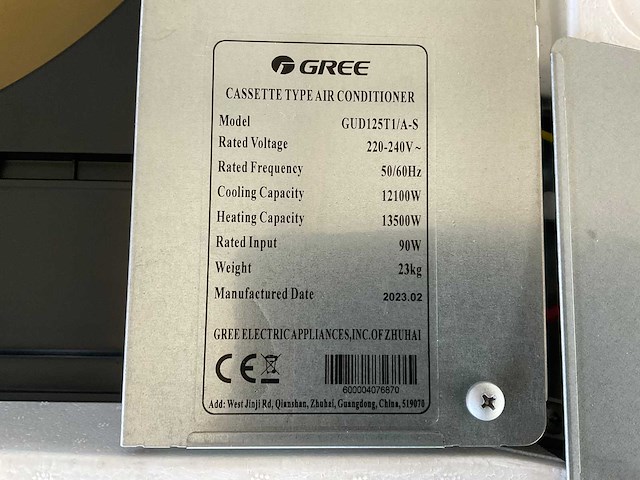 GREE
CASSETTE TYPE AIR CONDITIONER
Model GUD125T1/A-S
Rated Voltage 220-240V~
Rated Frequency 50/60Hz
Cooling Capacity 12100W
Heating Capacity 13500W
Rated Input 90W
Weight 23kg
Manufactured Date 2023.02
GREE ELECTRIC APPLIANCES,INC.OF ZHUHAI
CE
600004076870
Add: West Jinji Rd, Qianshan, Zhuhai, Guangdong, China, 519070